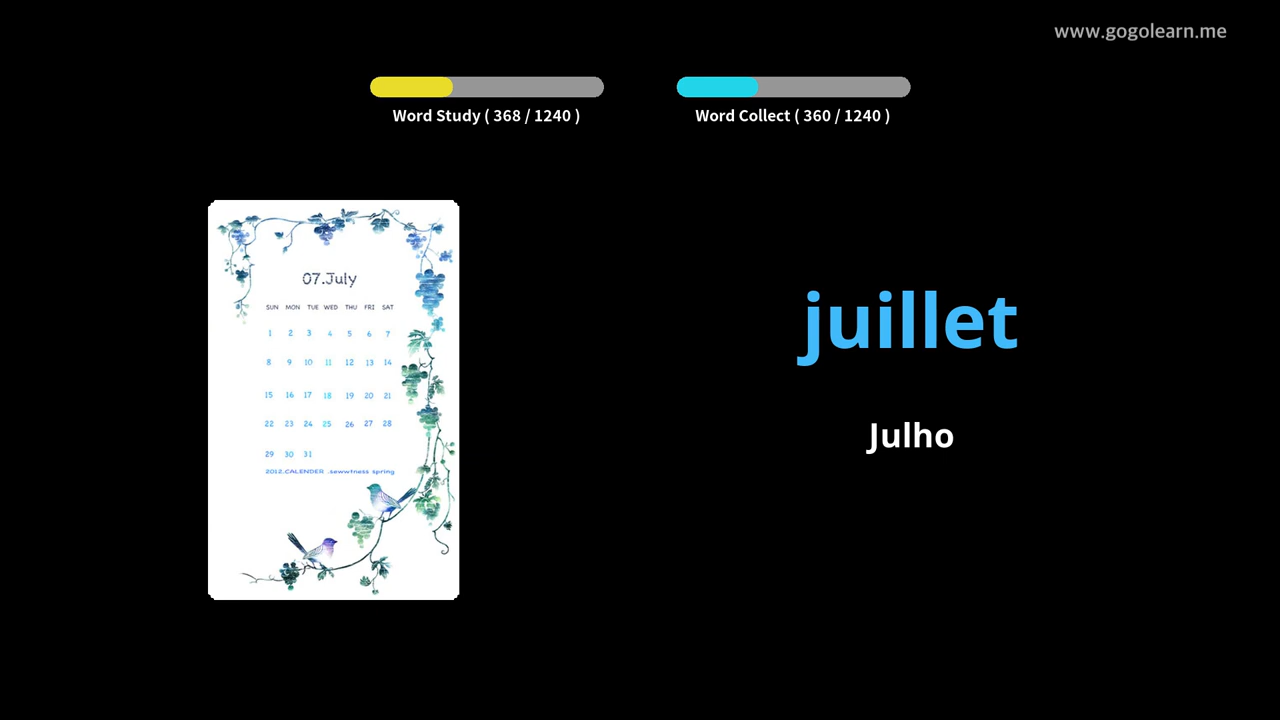 www.gogolearn.me
Word Study ( 368 / 1240 )
Word Collect ( 360 / 1240 )
07.July
SUN MON TUE WED THU FRI SAT
1 2 3 4 5 6 7
8 9 10 11 12 13 14
15 16 17 18 19 20 21
22 23 24 25 26 27 28
29 30 31
2012.CALENDER .sewwtness spring
juillet
Julho